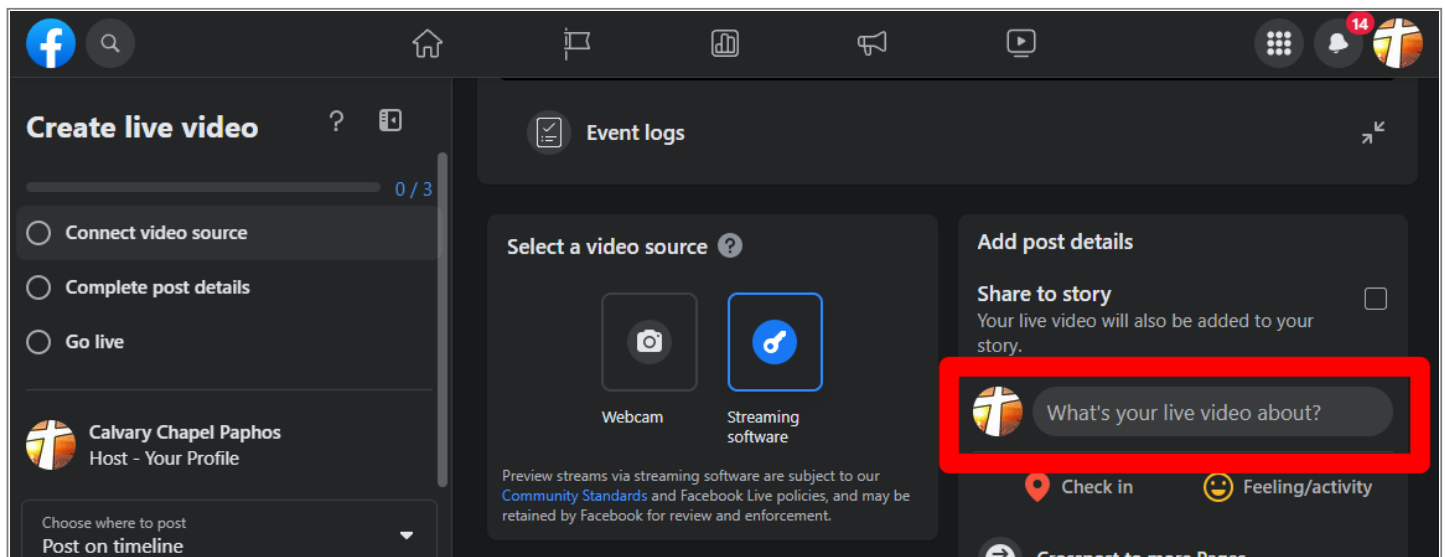 14
Create live video
?
0 / 3
Connect video source
Complete post details
Go live
Calvary Chapel Paphos
Host - Your Profile
Choose where to post
Post on timeline
Event logs
Select a video source ?
Webcam
Streaming
software
Preview streams via streaming software are subject to our
Community Standards and Facebook Live policies, and may be
retained by Facebook for review and enforcement.
Add post details
Share to story
Your live video will also be added to your
story.
What's your live video about?
Check in
Feeling/activity
Crosspost to more Pages